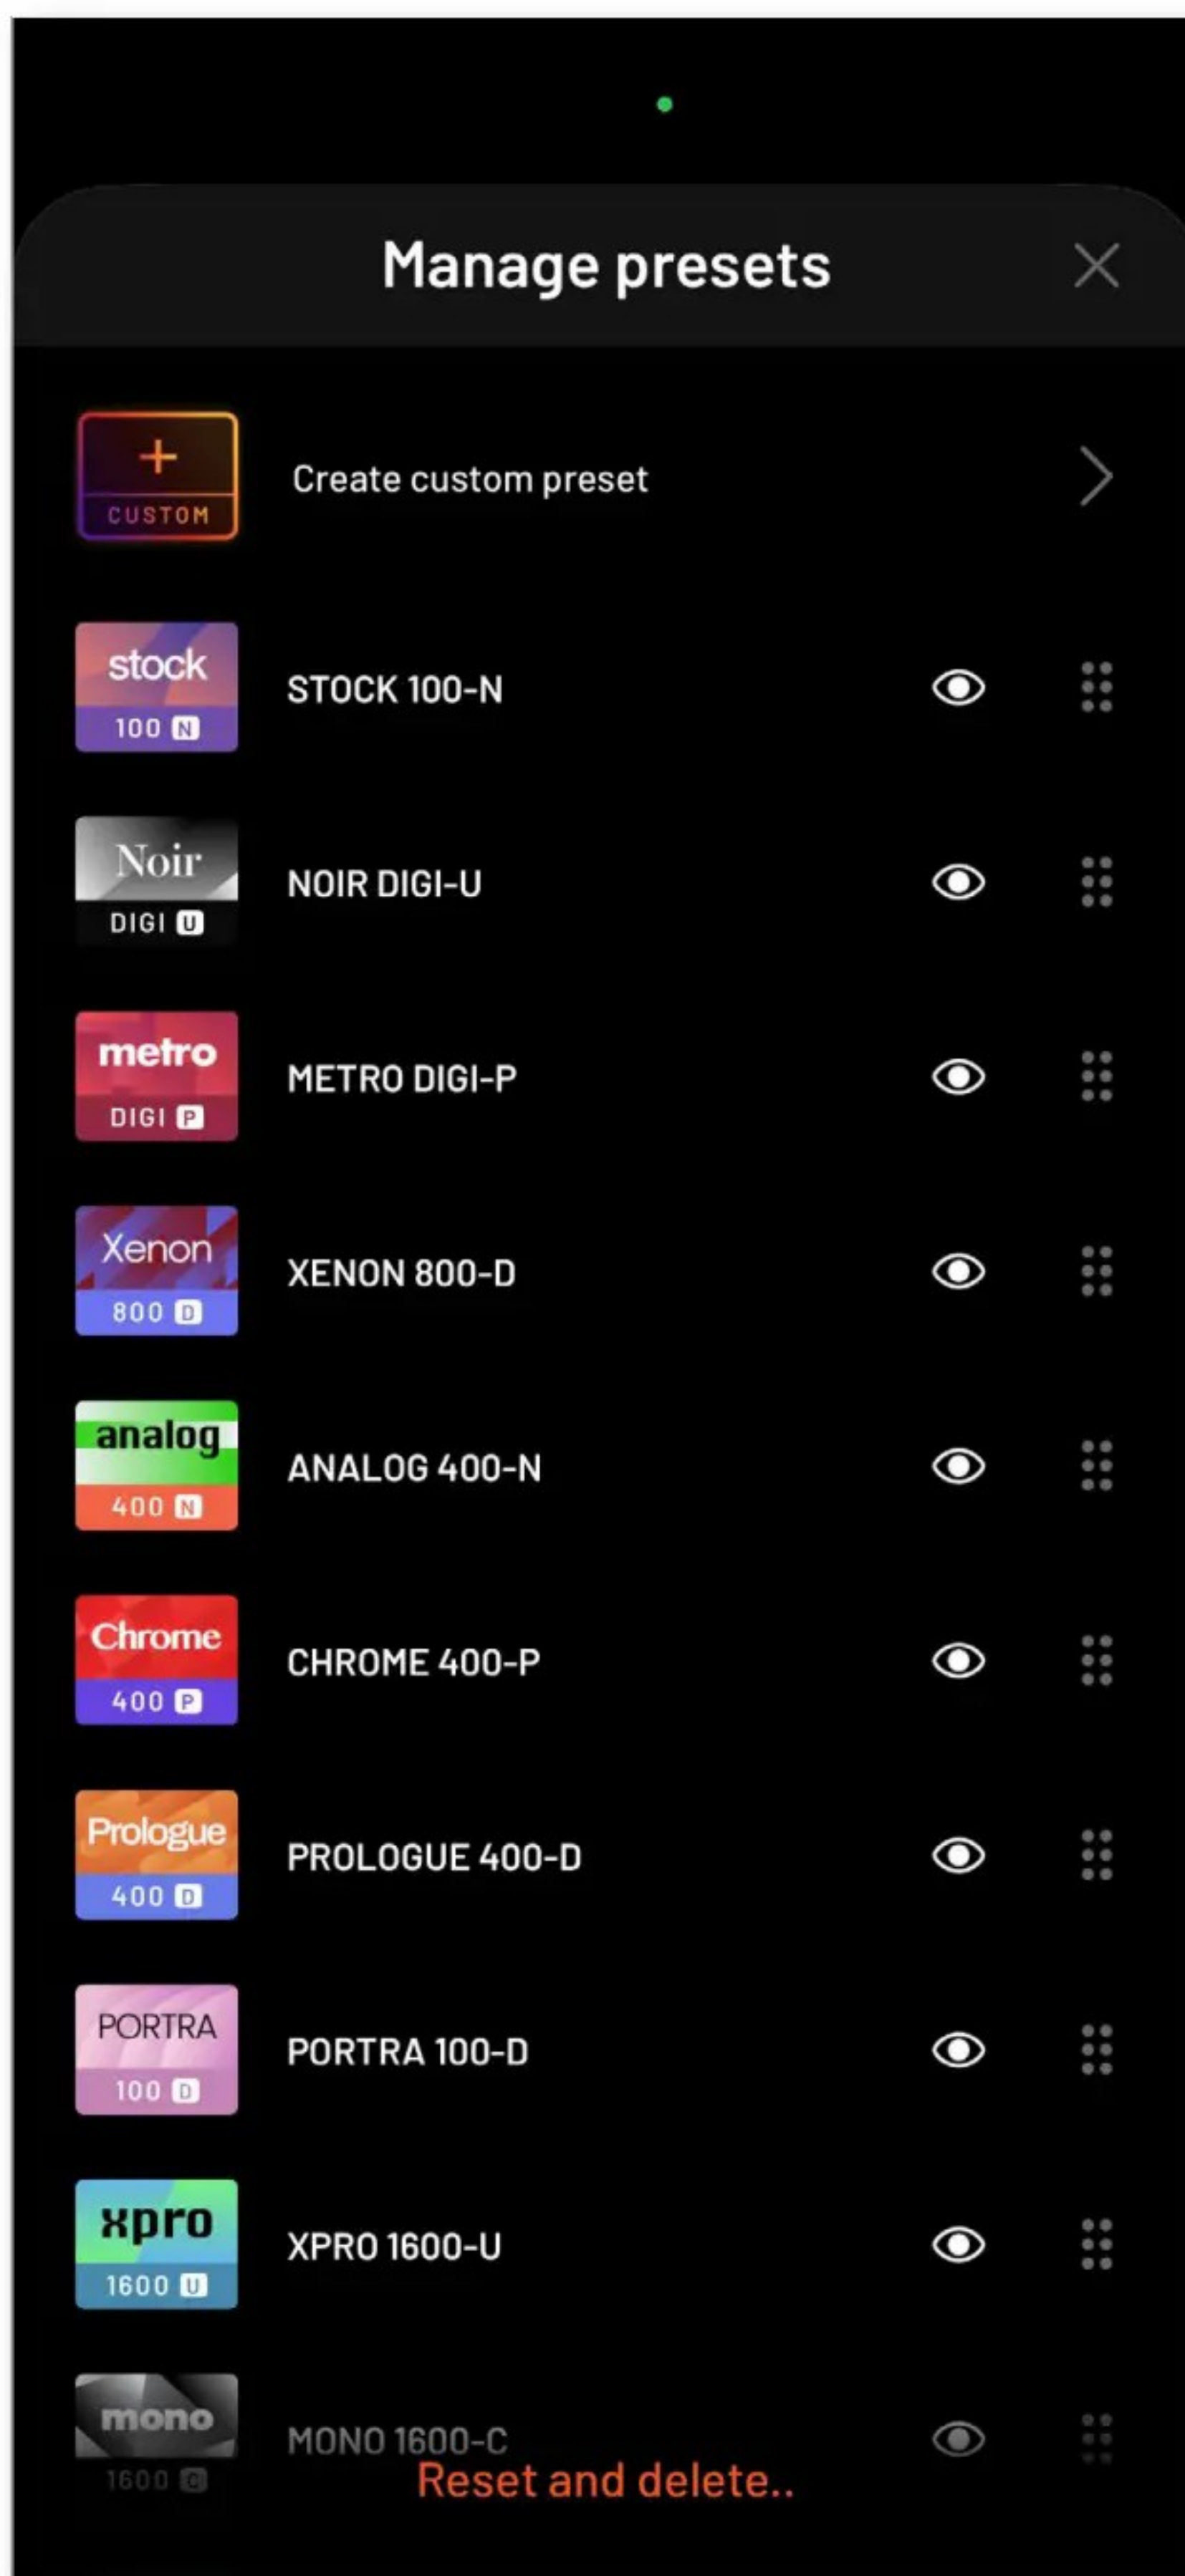 Manage presets
+
CUSTOM
Create custom preset
stock
100 N
STOCK 100-N
Noir
DIGI U
NOIR DIGI-U
metro
DIGI P
METRO DIGI-P
Xenon
800 D
XENON 800-D
analog
400 N
ANALOG 400-N
Chrome
400 P
CHROME 400-P
Prologue
400 D
PROLOGUE 400-D
PORTRA
100 D
PORTRA 100-D
xpro
1600 U
XPRO 1600-U
mono
1600 C
MONO 1600-C
Reset and delete..